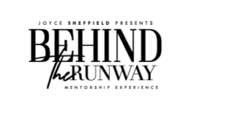 JOYCE SHEFFIELD PRESENTS
BEHIND
the RUNWAY
MENTORSHIP EXPERIENCE